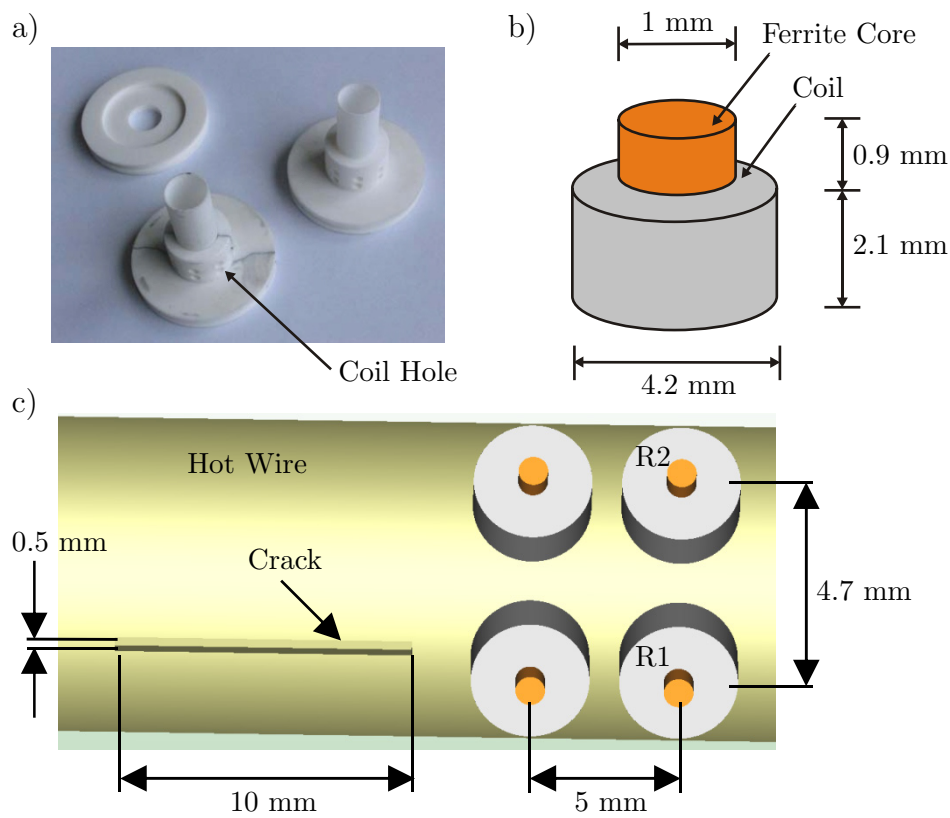 a)
b)
1 mm
Ferrite Core
Coil
0.9 mm
2.1 mm
Coil Hole
4.2 mm
c)
Hot Wire
R2
0.5 mm
Crack
4.7 mm
R1
10 mm
5 mm